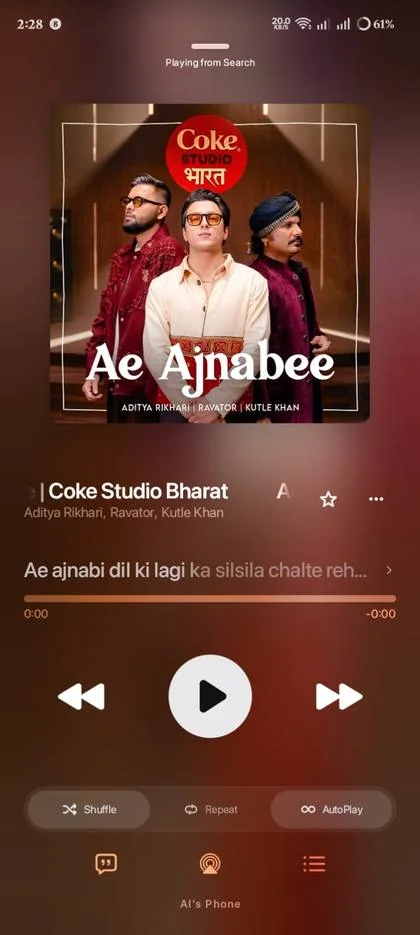 2:28 8 20.0 KB/S 61%
Playing from Search
Coke
STUDIO
भारत
Ae Ajnabee
ADITYA RIKHARI | RAVATOR | KUTLE KHAN
e | Coke Studio Bharat A
Aditya Rikhari, Ravator, Kutle Khan
Ae ajnabi dil ki lagi ka silsila chalte reh...
0:00 -0:00
Shuffle Repeat AutoPlay
Al's Phone